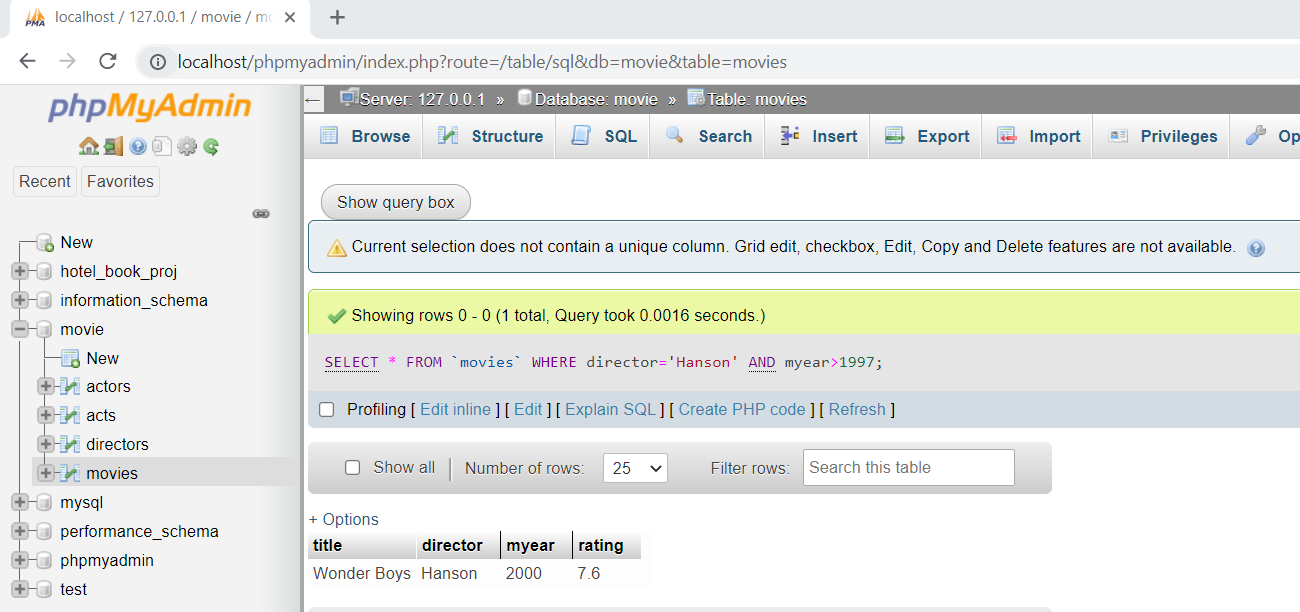 localhost / 127.0.0.1 / movie / mo
localhost/phpmyadmin/index.php?route=/table/sql&db=movie&table=movies
phpMyAdmin
Recent Favorites
New
hotel_book_proj
information_schema
movie
New
actors
acts
directors
movies
mysql
performance_schema
phpmyadmin
test
Server: 127.0.0.1 » Database: movie » Table: movies
Browse Structure SQL Search Insert Export Import Privileges Op
Show query box
Current selection does not contain a unique column. Grid edit, checkbox, Edit, Copy and Delete features are not available.
Showing rows 0 - 0 (1 total, Query took 0.0016 seconds.)
SELECT * FROM `movies` WHERE director='Hanson' AND myear>1997;
Profiling [ Edit inline ] [ Edit ] [ Explain SQL ] [ Create PHP code ] [ Refresh ]
Show all Number of rows: 25 Filter rows: Search this table
+ Options
title director myear rating
Wonder Boys Hanson 2000 7.6